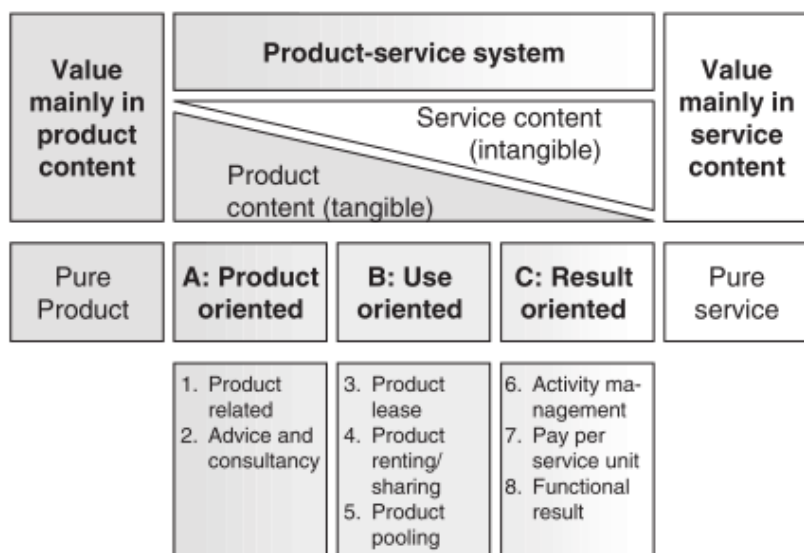 Value
mainly in
product
content
Product-service system
Service content
(intangible)
Product
content (tangible)
Value
mainly in
service
content
Pure
Product
A: Product
oriented
B: Use
oriented
C: Result
oriented
Pure
service
1. Product
related
2. Advice and
consultancy
3. Product
lease
4. Product
renting/
sharing
5. Product
pooling
6. Activity ma-
nagement
7. Pay per
service unit
8. Functional
result